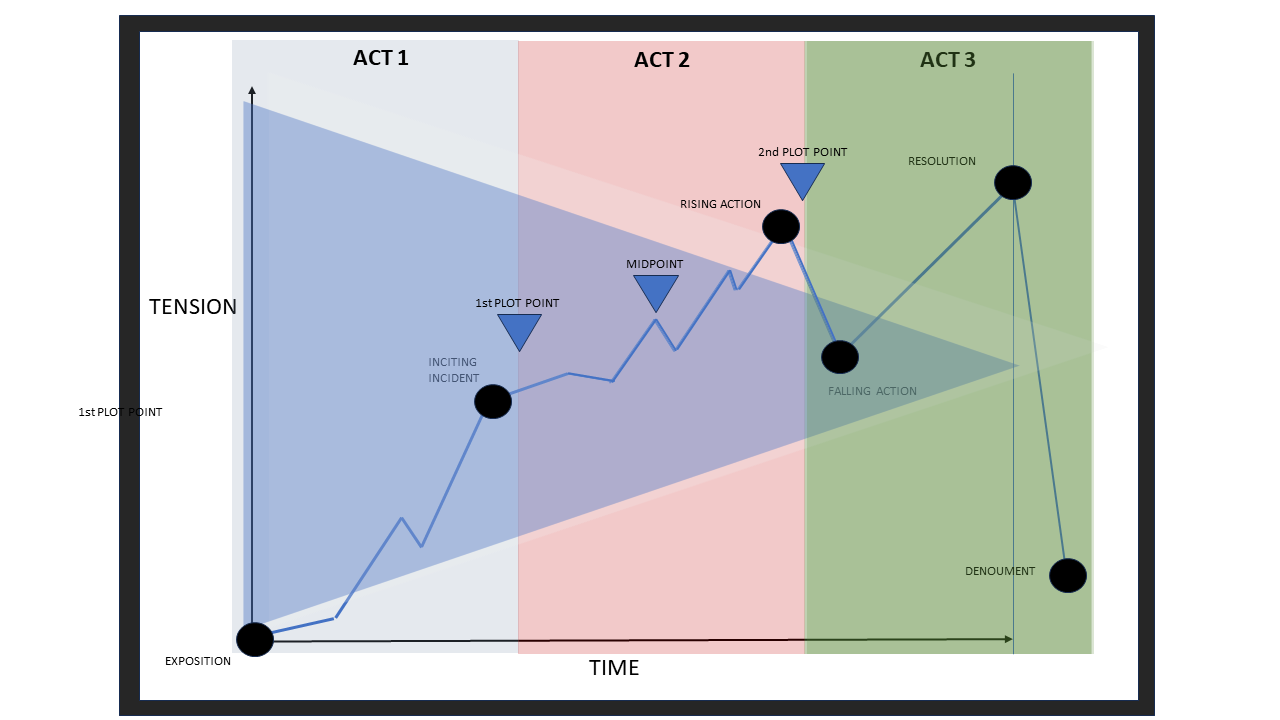 ACT 1
ACT 2
ACT 3
2nd PLOT POINT
RESOLUTION
RISING ACTION
MIDPOINT
TENSION
1st PLOT POINT
INCITING
INCIDENT
FALLING ACTION
1st PLOT POINT
DENOUMENT
EXPOSITION
TIME